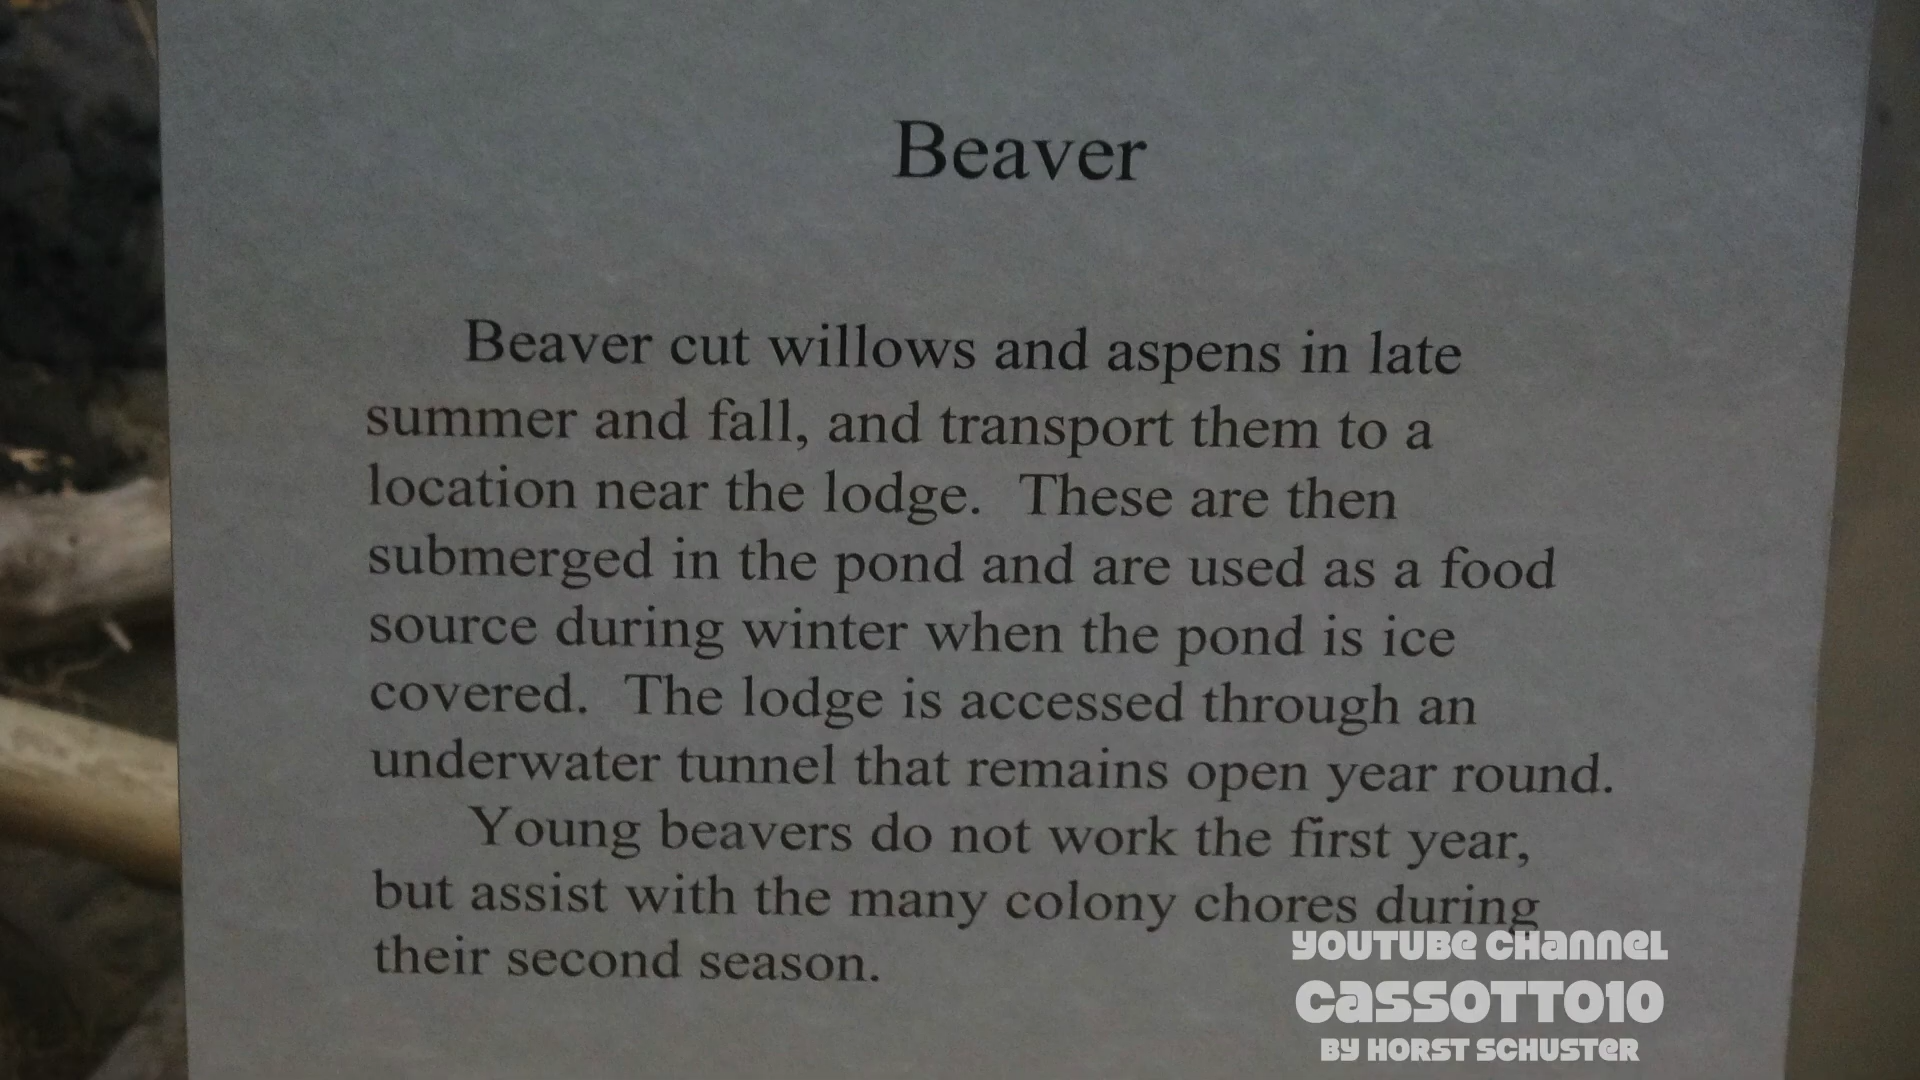 Beaver
Beaver cut willows and aspens in late
summer and fall, and transport them to a
location near the lodge.  These are then
submerged in the pond and are used as a food
source during winter when the pond is ice
covered.  The lodge is accessed through an
underwater tunnel that remains open year round.
Young beavers do not work the first year,
but assist with the many colony chores during
their second season.
YOUTUBE CHANNEL
CASSOTTO10
BY HORST SCHUSTER